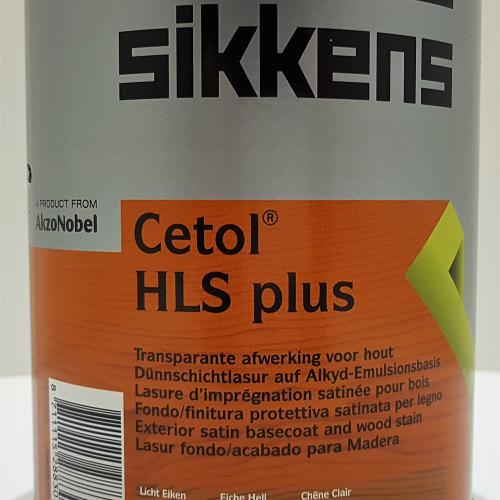 sikkens
A PRODUCT FROM
AkzoNobel
Cetol®
HLS plus
Transparante afwerking voor hout
Dünnschichtlasur auf Alkyd-Emulsionsbasis
Lasure d'imprégnation satinée pour bois
Fondo/finitura protettiva satinata per legno
Exterior satin basecoat and wood stain
Lasur fondo/acabado para Madera
Licht Eiken Eiche Hell Chêne Clair